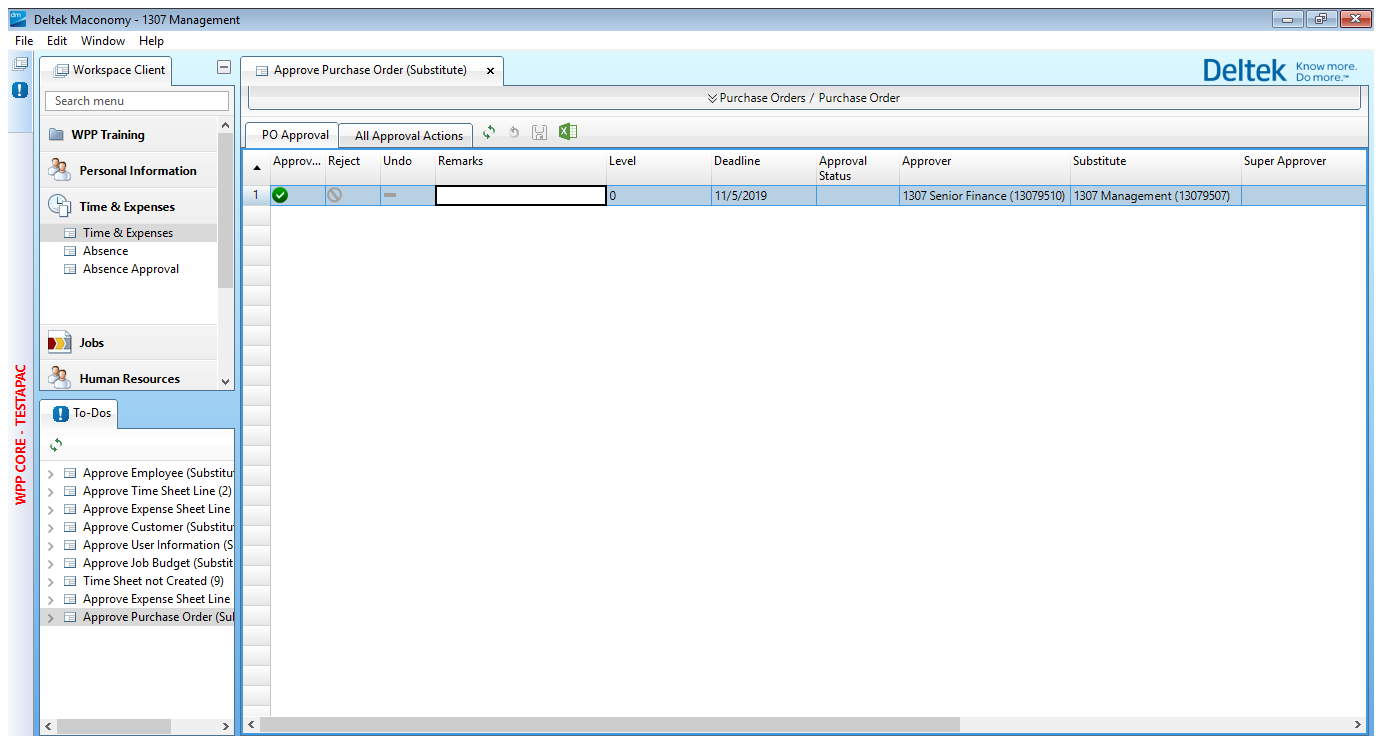 Deltek Maconomy - 1307 Management
File Edit Window Help
Workspace Client
Search menu
WPP Training
Personal Information
Time & Expenses
Time & Expenses
Absence
Absence Approval
Jobs
Human Resources
To-Dos
Approve Employee (Substitu
Approve Time Sheet Line (2)
Approve Expense Sheet Line
Approve Customer (Substitu
Approve User Information (S
Approve Job Budget (Substit
Time Sheet not Created (9)
Approve Expense Sheet Line
Approve Purchase Order (Sul
WPP CORE - TESTAPAC
Approve Purchase Order (Substitute)
Deltek Know more.
Do more.™
Purchase Orders / Purchase Order
PO Approval All Approval Actions
Approv... Reject Undo Remarks Level Deadline Approval Status Approver Substitute Super Approver
1 0 11/5/2019 1307 Senior Finance (13079510) 1307 Management (13079507)